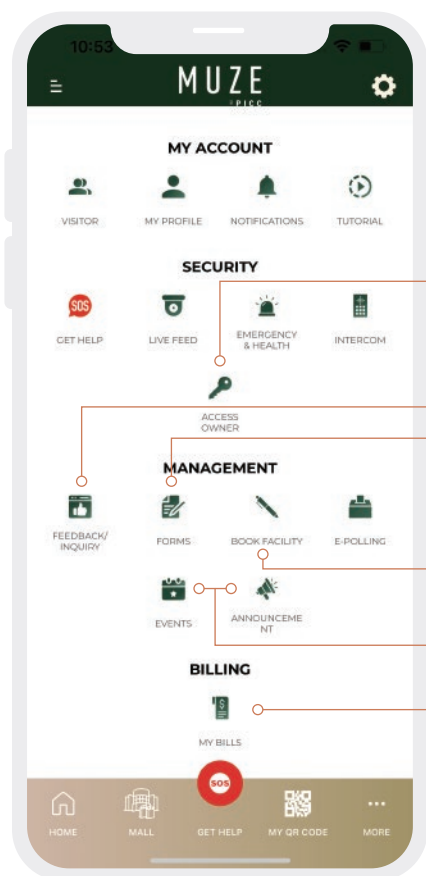 10:53
MUZE
@PICC
MY ACCOUNT
VISITOR MY PROFILE NOTIFICATIONS TUTORIAL
SECURITY
SOS
GET HELP LIVE FEED EMERGENCY & HEALTH INTERCOM
ACCESS
OWNER
MANAGEMENT
FEEDBACK/
INQUIRY
FORMS BOOK FACILITY E-POLLING
EVENTS
ANNOUNCEME
NT
BILLING
$
MY BILLS
SOS
HOME MALL GET HELP MY QR CODE MORE